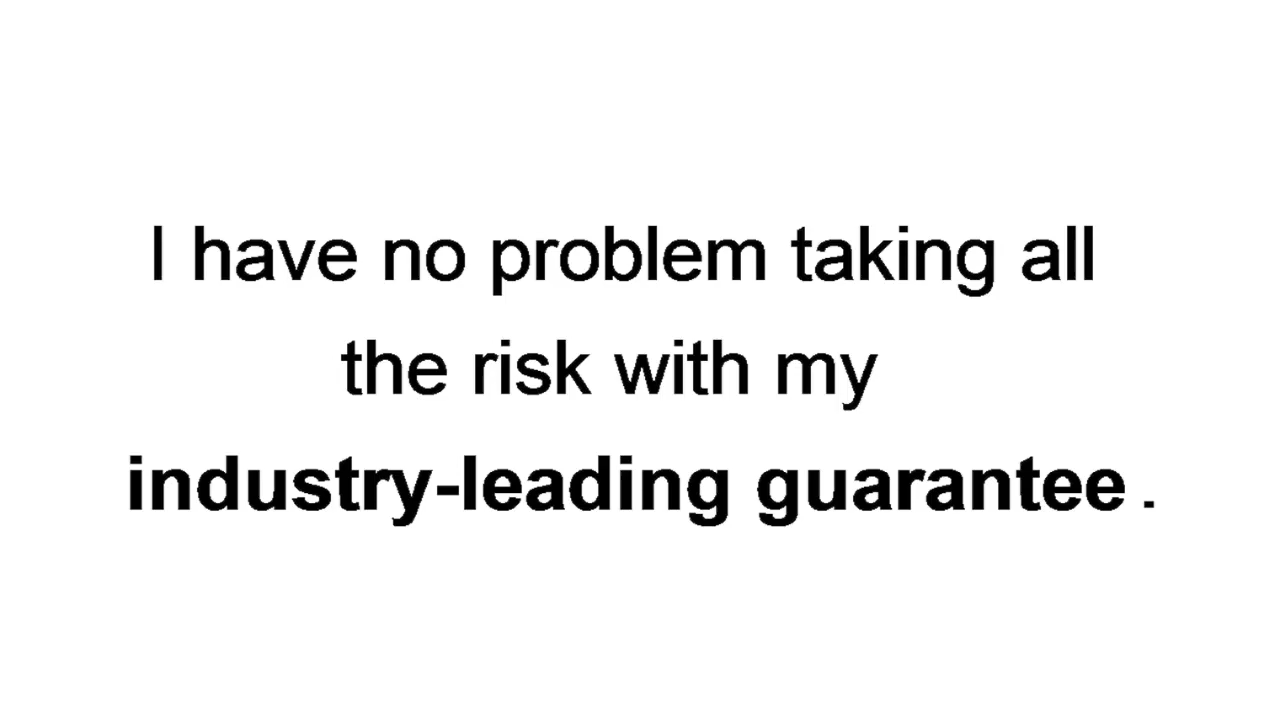 I have no problem taking all
the risk with my
industry-leading guarantee .